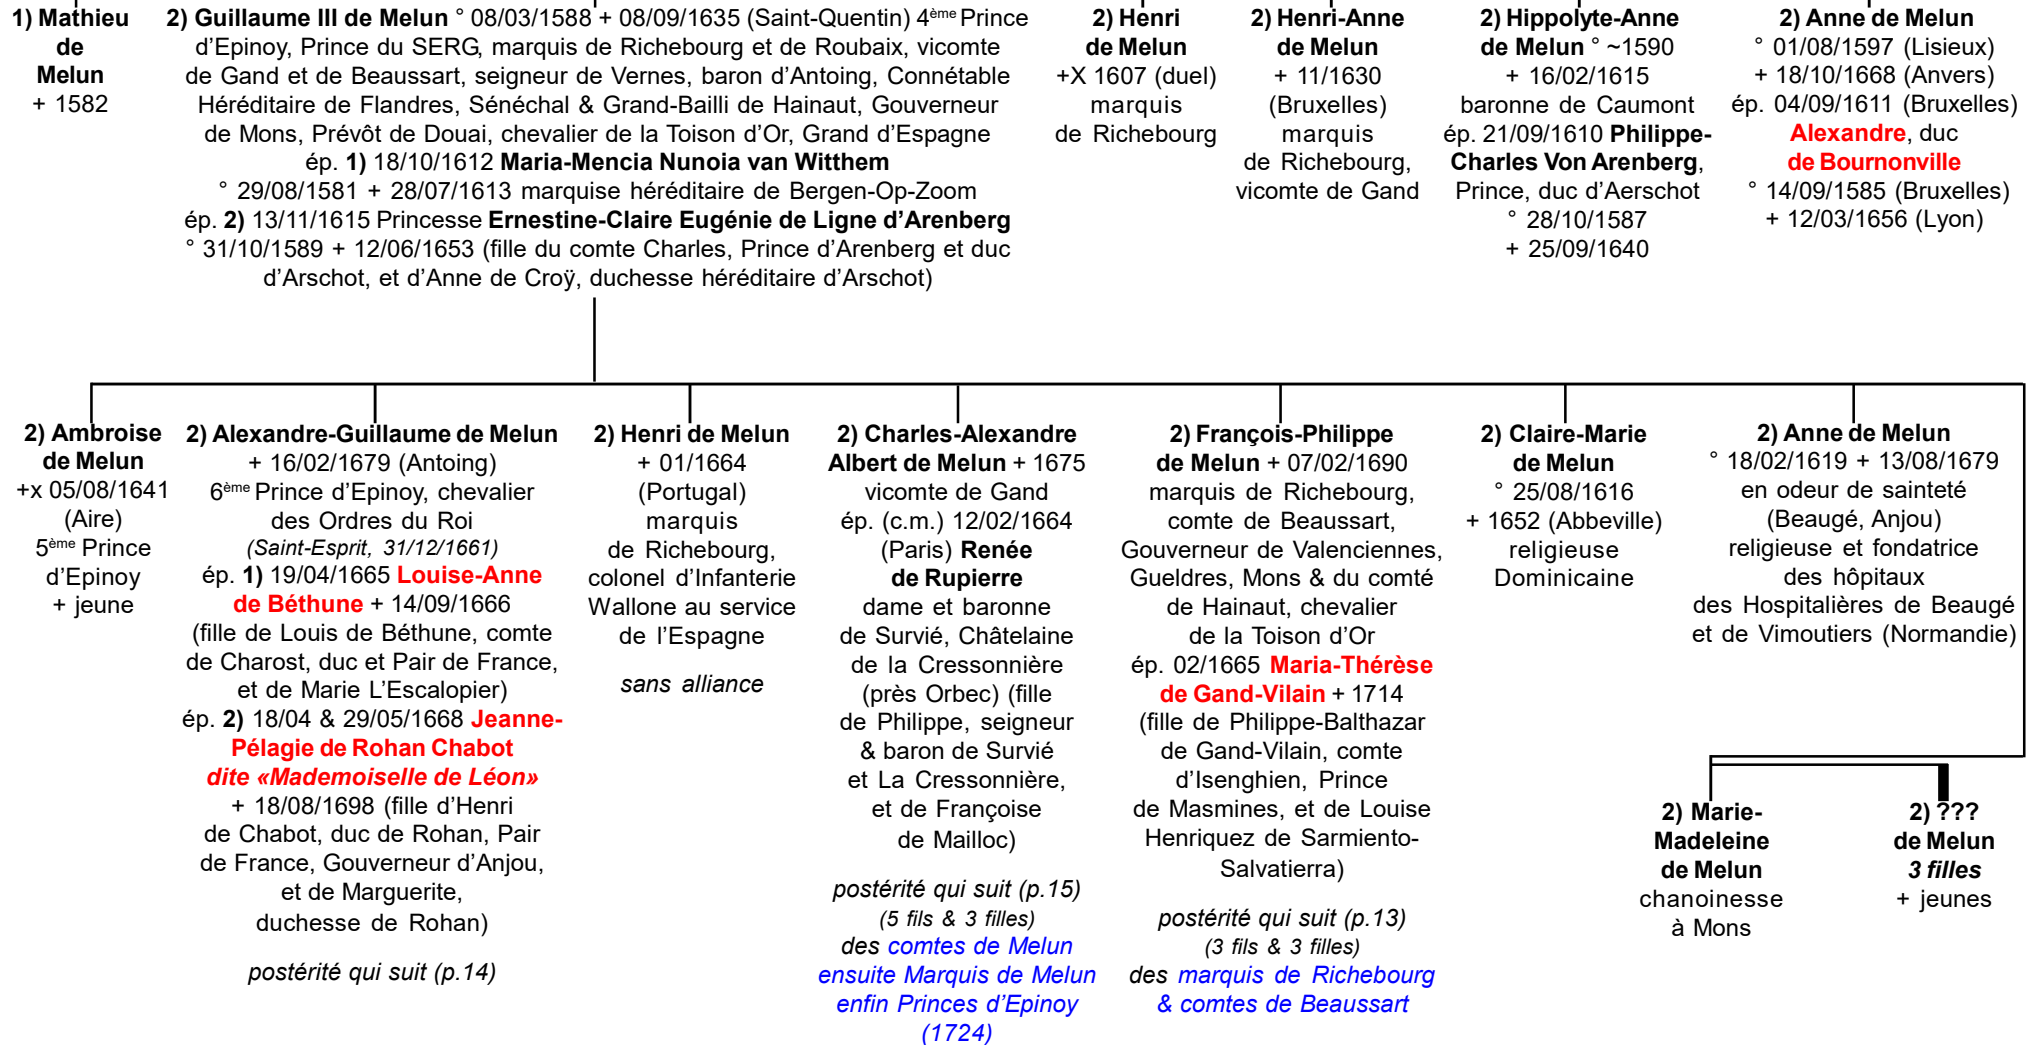 1) Mathieu
de
Melun
+ 1582
2) Guillaume III de Melun ° 08/03/1588 + 08/09/1635 (Saint-Quentin) 4ème Prince
d’Epinoy, Prince du SERG, marquis de Richebourg et de Roubaix, vicomte
de Gand et de Beaussart, seigneur de Vernes, baron d’Antoing, Connétable
Héréditaire de Flandres, Sénéchal & Grand-Bailli de Hainaut, Gouverneur
de Mons, Prévôt de Douai, chevalier de la Toison d’Or, Grand d’Espagne
ép. 1) 18/10/1612 Maria-Mencia Nunoia van Witthem
° 29/08/1581 + 28/07/1613 marquise héréditaire de Bergen-Op-Zoom
ép. 2) 13/11/1615 Princesse Ernestine-Claire Eugénie de Ligne d’Arenberg
° 31/10/1589 + 12/06/1653 (fille du comte Charles, Prince d’Arenberg et duc
d’Arschot, et d’Anne de Croÿ, duchesse héréditaire d’Arschot)
2) Henri
de Melun
+X 1607 (duel)
marquis
de Richebourg
2) Henri-Anne
de Melun
+ 11/1630
(Bruxelles)
marquis
de Richebourg,
vicomte de Gand
2) Hippolyte-Anne
de Melun ° ~1590
+ 16/02/1615
baronne de Caumont
ép. 21/09/1610 Philippe-
Charles Von Arenberg,
Prince, duc d’Aerschot
° 28/10/1587
+ 25/09/1640
2) Anne de Melun
° 01/08/1597 (Lisieux)
+ 18/10/1668 (Anvers)
ép. 04/09/1611 (Bruxelles)
Alexandre, duc
de Bournonville
° 14/09/1585 (Bruxelles)
+ 12/03/1656 (Lyon)
2) Ambroise
de Melun
+x 05/08/1641
(Aire)
5ème Prince
d’Epinoy
+ jeune
2) Alexandre-Guillaume de Melun
+ 16/02/1679 (Antoing)
6ème Prince d’Epinoy, chevalier
des Ordres du Roi
(Saint-Esprit, 31/12/1661)
ép. 1) 19/04/1665 Louise-Anne
de Béthune + 14/09/1666
(fille de Louis de Béthune, comte
de Charost, duc et Pair de France,
et de Marie L’Escalopier)
ép. 2) 18/04 & 29/05/1668 Jeanne-
Pélagie de Rohan Chabot
dite «Mademoiselle de Léon»
+ 18/08/1698 (fille d’Henri
de Chabot, duc de Rohan, Pair
de France, Gouverneur d’Anjou,
et de Marguerite,
duchesse de Rohan)
postérité qui suit (p.14)
2) Henri de Melun
+ 01/1664
(Portugal)
marquis
de Richebourg,
colonel d’Infanterie
Wallone au service
de l’Espagne
sans alliance
2) Charles-Alexandre
Albert de Melun + 1675
vicomte de Gand
ép. (c.m.) 12/02/1664
(Paris) Renée
de Rupierre
dame et baronne
de Survié, Châtelaine
de la Cressonnière
(près Orbec) (fille
de Philippe, seigneur
& baron de Survié
et La Cressonnière,
et de Françoise
de Mailloc)
postérité qui suit (p.15)
(5 fils & 3 filles)
des comtes de Melun
ensuite Marquis de Melun
enfin Princes d’Epinoy
(1724)
2) François-Philippe
de Melun + 07/02/1690
marquis de Richebourg,
comte de Beaussart,
Gouverneur de Valenciennes,
Gueldres, Mons & du comté
de Hainaut, chevalier
de la Toison d’Or
ép. 02/1665 Maria-Thérèse
de Gand-Vilain + 1714
(fille de Philippe-Balthazar
de Gand-Vilain, comte
d’Isenghien, Prince
de Masmines, et de Louise
Henriquez de Sarmiento-
Salvatierra)
postérité qui suit (p.13)
(3 fils & 3 filles)
des marquis de Richebourg
& comtes de Beaussart
2) Claire-Marie
de Melun
° 25/08/1616
+ 1652 (Abbeville)
religieuse
Dominicaine
2) Anne de Melun
° 18/02/1619 + 13/08/1679
en odeur de sainteté
(Beaugé, Anjou)
religieuse et fondatrice
des hôpitaux
des Hospitalières de Beaugé
et de Vimoutiers (Normandie)
2) Marie-
Madeleine
de Melun
chanoinesse
à Mons
2) ???
de Melun
3 filles
+ jeunes